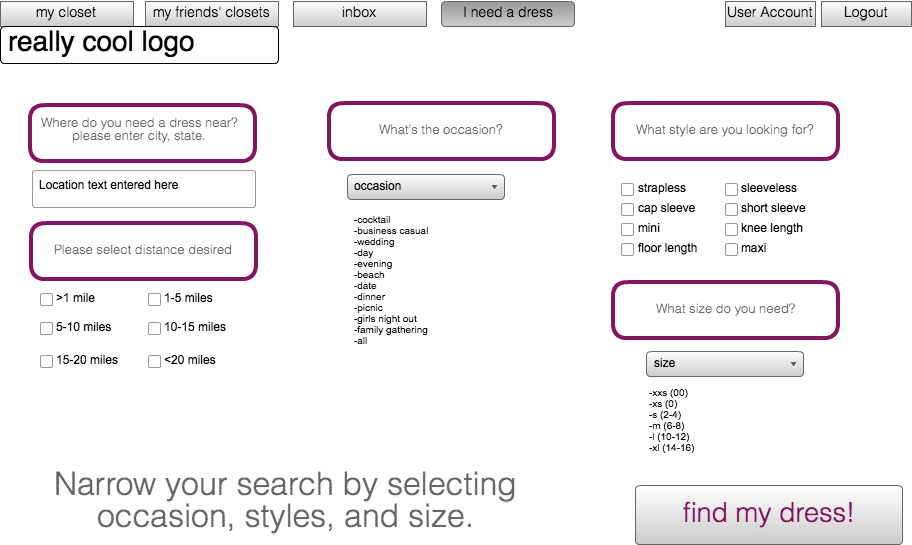 my closet
my friends' closets
inbox
I need a dress
User Account
Logout
really cool logo
Where do you need a dress near?
please enter city, state.
Location text entered here
Please select distance desired
>1 mile
1-5 miles
5-10 miles
10-15 miles
15-20 miles
<20 miles
What's the occasion?
occasion
-cocktail
-business casual
-wedding
-day
-evening
-beach
-date
-dinner
-picnic
-girls night out
-family gathering
-all
What style are you looking for?
strapless
sleeveless
cap sleeve
short sleeve
mini
knee length
floor length
maxi
What size do you need?
size
-xxs (00)
-xs (0)
-s (2-4)
-m (6-8)
-l (10-12)
-xl (14-16)
Narrow your search by selecting
occasion, styles, and size.
find my dress!